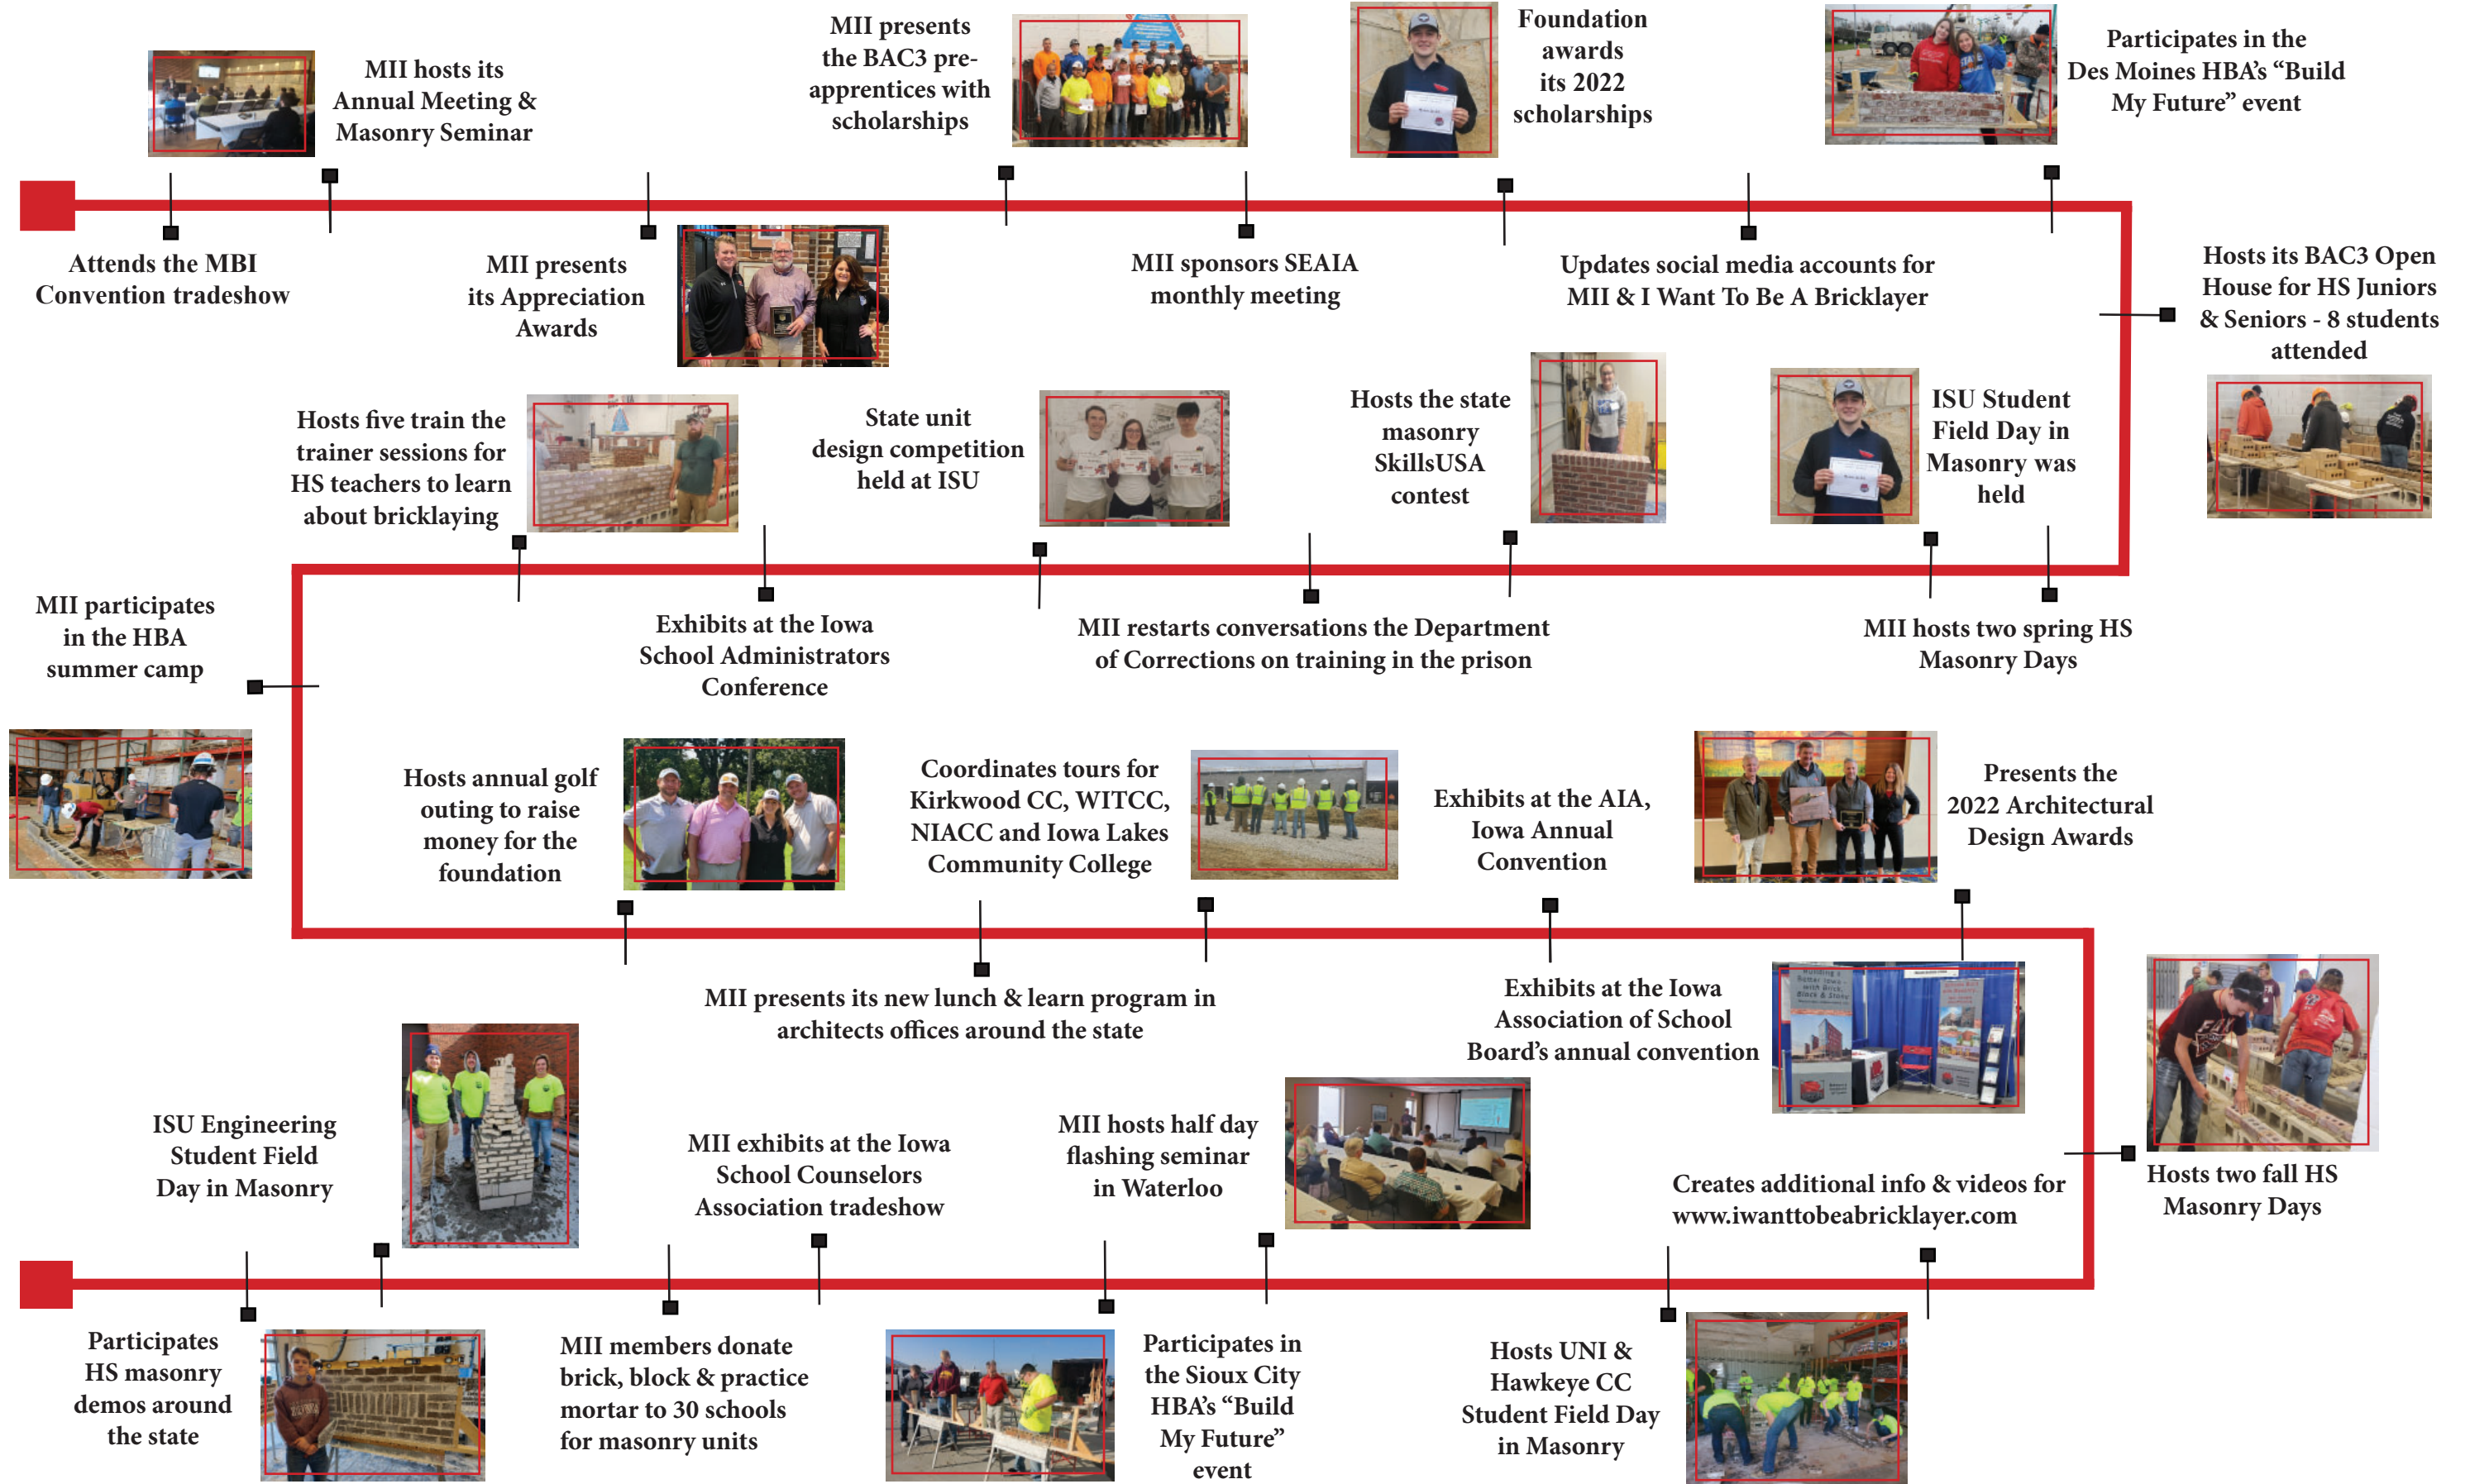 MII hosts its
Annual Meeting &
Masonry Seminar
MII presents
the BAC3 pre-
apprentices with
scholarships
Foundation
awards
its 2022
scholarships
Participates in the
Des Moines HBA's “Build
My Future” event
Attends the MBI
Convention tradeshow
MII presents
its Appreciation
Awards
MII sponsors SEAIA
monthly meeting
Updates social media accounts for
MII & I Want To Be A Bricklayer
Hosts its BAC3 Open
House for HS Juniors
& Seniors - 8 students
attended
Hosts five train the
trainer sessions for
HS teachers to learn
about bricklaying
State unit
design competition
held at ISU
Hosts the state
masonry
SkillsUSA
contest
ISU Student
Field Day in
Masonry was
held
MII participates
in the HBA
summer camp
Exhibits at the Iowa
School Administrators
Conference
MII restarts conversations the Department
of Corrections on training in the prison
MII hosts two spring HS
Masonry Days
Hosts annual golf
outing to raise
money for the
foundation
Coordinates tours for
Kirkwood CC, WITCC,
NIACC and Iowa Lakes
Community College
Exhibits at the AIA,
Iowa Annual
Convention
Presents the
2022 Architectural
Design Awards
MII presents its new lunch & learn program in
architects offices around the state
Exhibits at the Iowa
Association of School
Board's annual convention
Building a
Better Iowa -
with Brick,
Block & Stone
ISU Engineering
Student Field
Day in Masonry
MII exhibits at the Iowa
School Counselors
Association tradeshow
MII hosts half day
flashing seminar
in Waterloo
Creates additional info & videos for
www.iwanttobeabricklayer.com
Hosts two fall HS
Masonry Days
Participates
HS masonry
demos around
the state
MII members donate
brick, block & practice
mortar to 30 schools
for masonry units
Participates in
the Sioux City
HBA's “Build
My Future”
event
Hosts UNI &
Hawkeye CC
Student Field Day
in Masonry